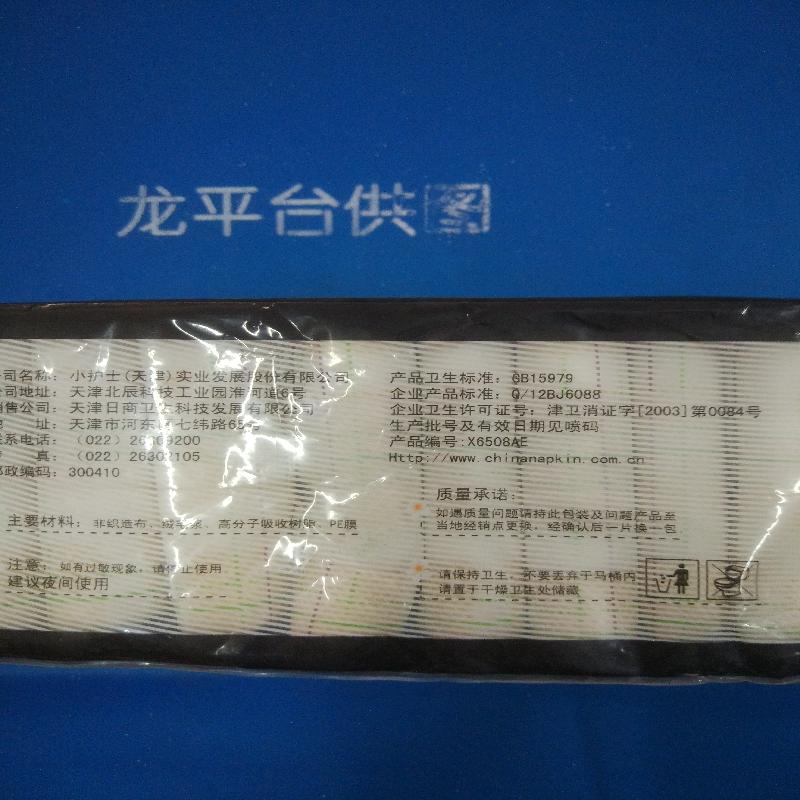 龙平台供图
司名称：小护士(天津)实业发展股份有限公司
司地址：天津北辰科技工业园淮河道6号
销售公司：天津日商卫生科技发展有限公司
址：天津市河东区七纬路65号
联系电话：(022)26309200
真：(022)26302105
邮政编码：300410
主要材料：非织造布、绒毛浆、高分子吸收树脂、PE膜
注意：如有过敏现象，请停止使用
建议夜间使用
产品卫生标准：GB15979
企业产品标准：Q/12BJ6088
企业卫生许可证号：津卫消证字[2003]第0084号
生产批号及有效日期见喷码
产品编号：X6508AE
Http://www.chinanapkin.com.cn
质量承诺：
如遇质量问题请持此包装及问题产品至
当地经销点更换，经确认后一片换一包
请保持卫生，不要丢弃于马桶内
请置于干燥卫生处储藏